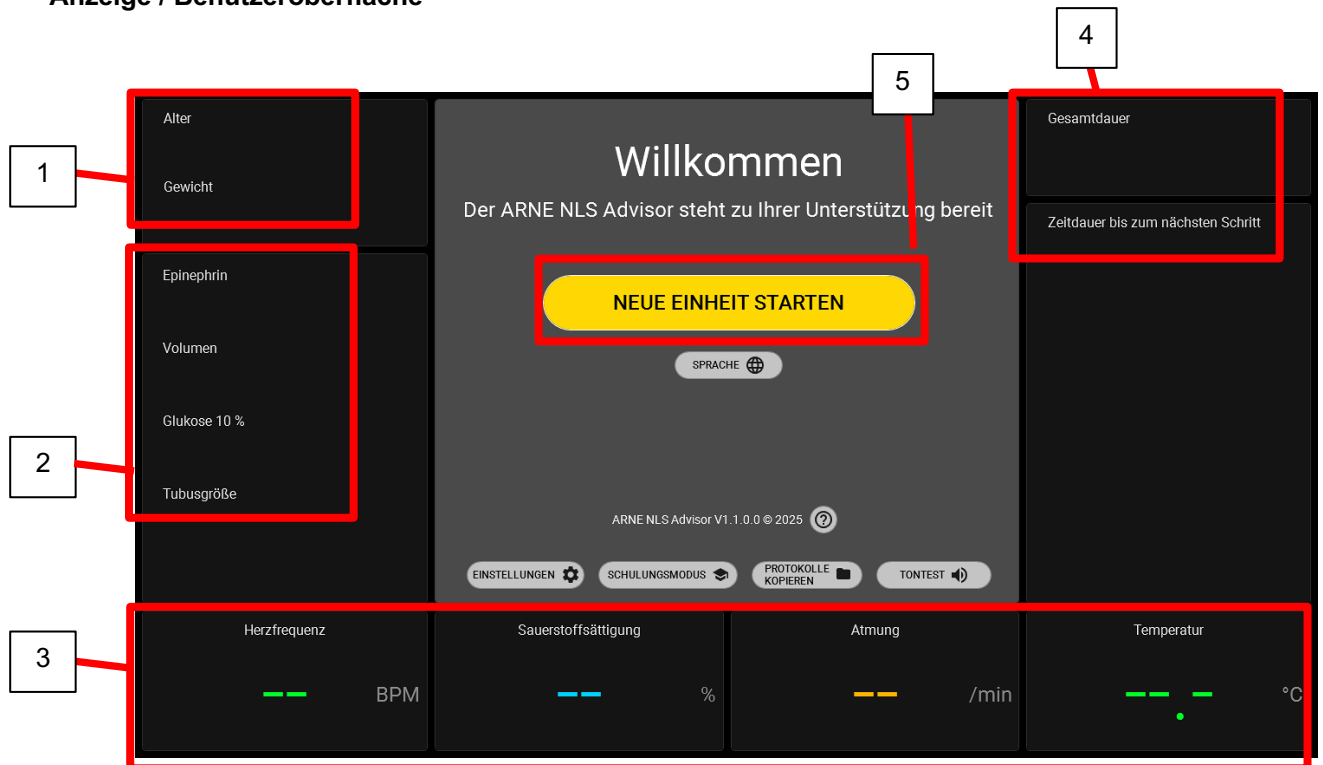 Anzeige / Benutzeroberfläche
4
5
1
Alter
Gewicht
Willkommen
Der ARNE NLS Advisor steht zu Ihrer Unterstützung bereit
Gesamtdauer
Zeitdauer bis zum nächsten Schritt
2
Epinephrin
Volumen
Glukose 10 %
Tubusgröße
NEUE EINHEIT STARTEN
SPRACHE
ARNE NLS Advisor V1.1.0.0 © 2025 ?
EINSTELLUNGEN
SCHULUNGSMODUS
PROTOKOLLE
KOPIEREN
TONTEST
3
Herzfrequenz
-- BPM
Sauerstoffsättigung
-- %
Atmung
-- /min
Temperatur
--.- °C